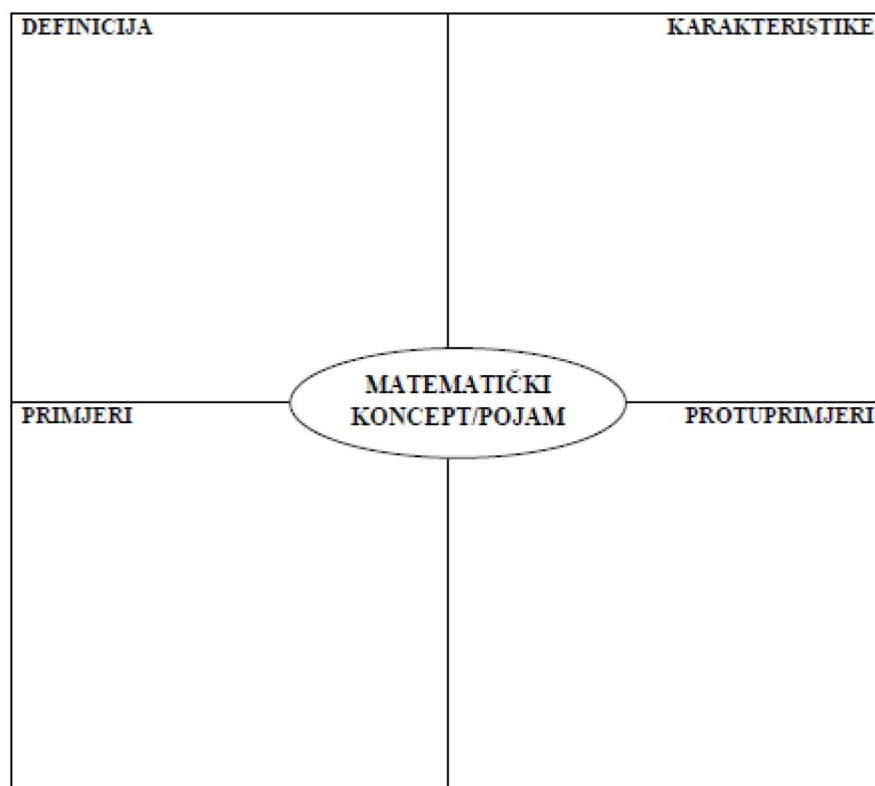 DEFINICIJA
KARAKTERISTIKE
MATEMATIČKI
KONCEPT/POJAM
PRIMJERI
PROTUPRIMJERI